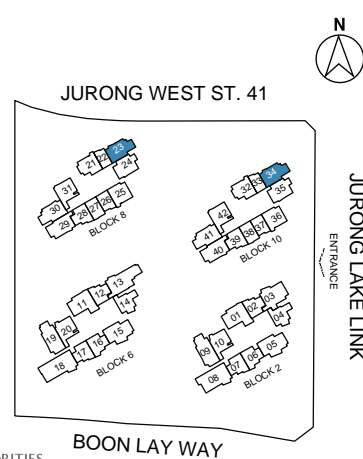 N
JURONG WEST ST. 41
JURONG LAKE LINK
ENTRANCE
21 22 23
24
31
30
29 28 27 26 25
BLOCK 8
32 33 34
35
42
41
40 39 38 37 36
BLOCK 10
11 12 13
14
20
19
18 17 16 15
BLOCK 6
01 02 03
04
10
09
08 07 06 05
BLOCK 2
BOON LAY WAY